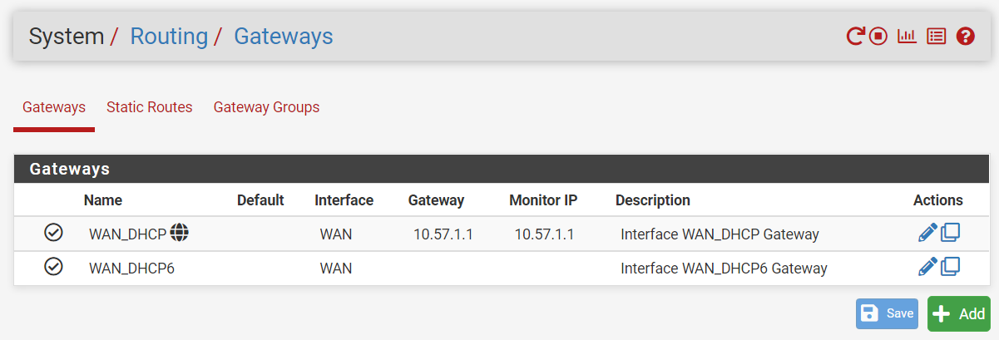 System / Routing / Gateways
Gateways Static Routes Gateway Groups
Gateways
Name Default Interface Gateway Monitor IP Description Actions
WAN_DHCP WAN 10.57.1.1 10.57.1.1 Interface WAN_DHCP Gateway
WAN_DHCP6 WAN Interface WAN_DHCP6 Gateway
Save Add